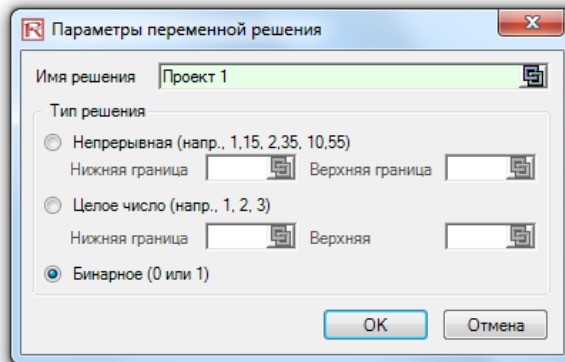 Параметры переменной решения
Имя решения Проект 1
Тип решения
Непрерывная (напр., 1,15, 2,35, 10,55)
Нижняя граница Верхняя граница
Целое число (напр., 1, 2, 3)
Нижняя граница Верхняя
Бинарное (0 или 1)
OK Отмена